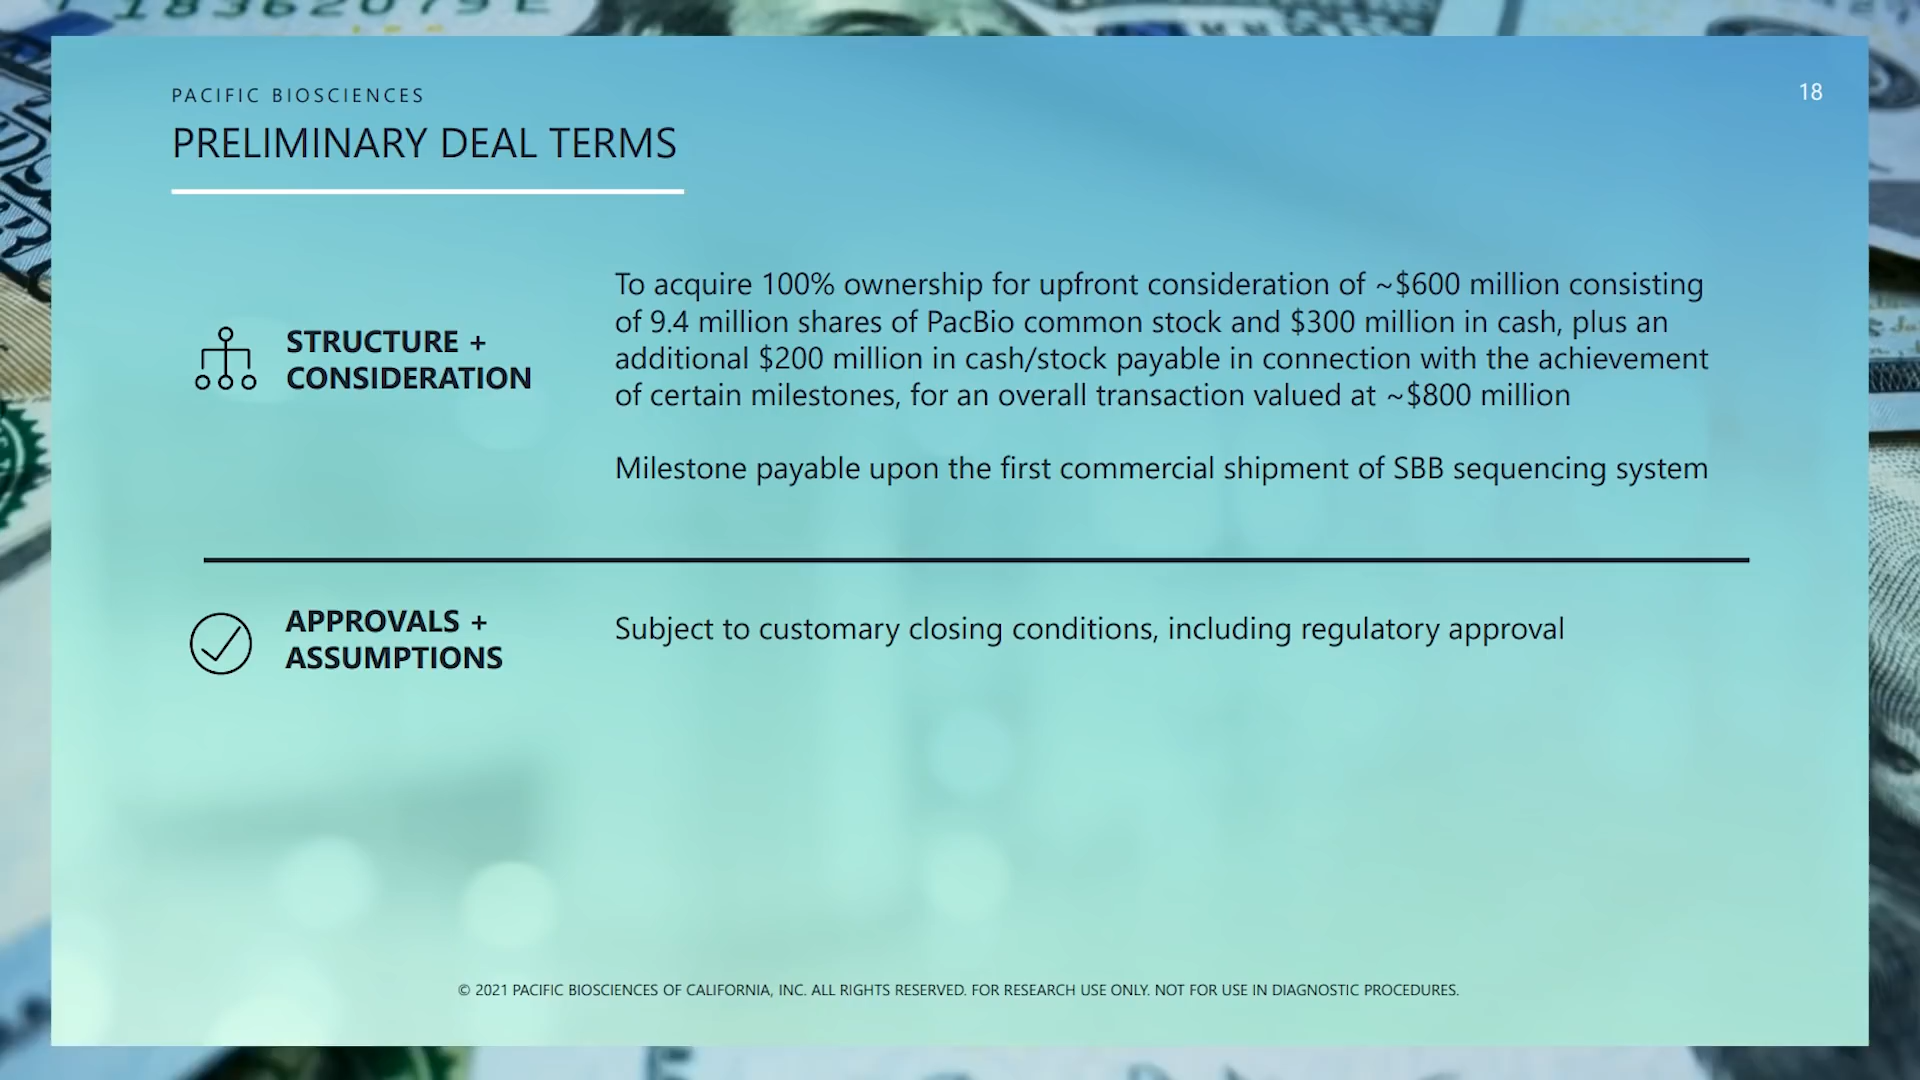 18362079 E
PACIFIC BIOSCIENCES
18
PRELIMINARY DEAL TERMS
STRUCTURE +
CONSIDERATION
To acquire 100% ownership for upfront consideration of ~$600 million consisting
of 9.4 million shares of PacBio common stock and $300 million in cash, plus an
additional $200 million in cash/stock payable in connection with the achievement
of certain milestones, for an overall transaction valued at ~$800 million
Milestone payable upon the first commercial shipment of SBB sequencing system
APPROVALS +
ASSUMPTIONS
Subject to customary closing conditions, including regulatory approval
© 2021 PACIFIC BIOSCIENCES OF CALIFORNIA, INC. ALL RIGHTS RESERVED. FOR RESEARCH USE ONLY. NOT FOR USE IN DIAGNOSTIC PROCEDURES.